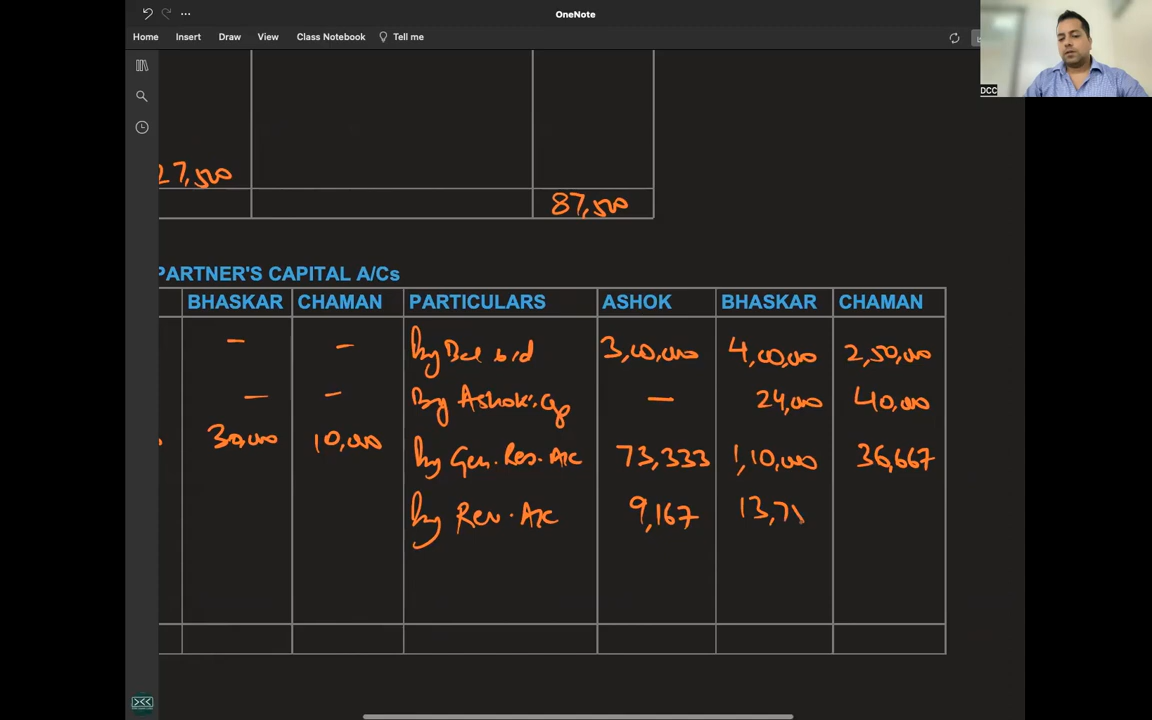 OneNote
Home Insert Draw View Class Notebook Tell me
DCC
27,500
87,500
PARTNER'S CAPITAL A/Cs
BHASKAR CHAMAN PARTICULARS ASHOK BHASKAR CHAMAN
- - By Bal b/d 3,00,000 4,00,000 2,50,000
- - By Ashok's Cap - 24,000 40,000
30,000 10,000 By Gen. Res. A/c 73,333 1,10,000 36,667
By Rev. A/c 9,167 13,7